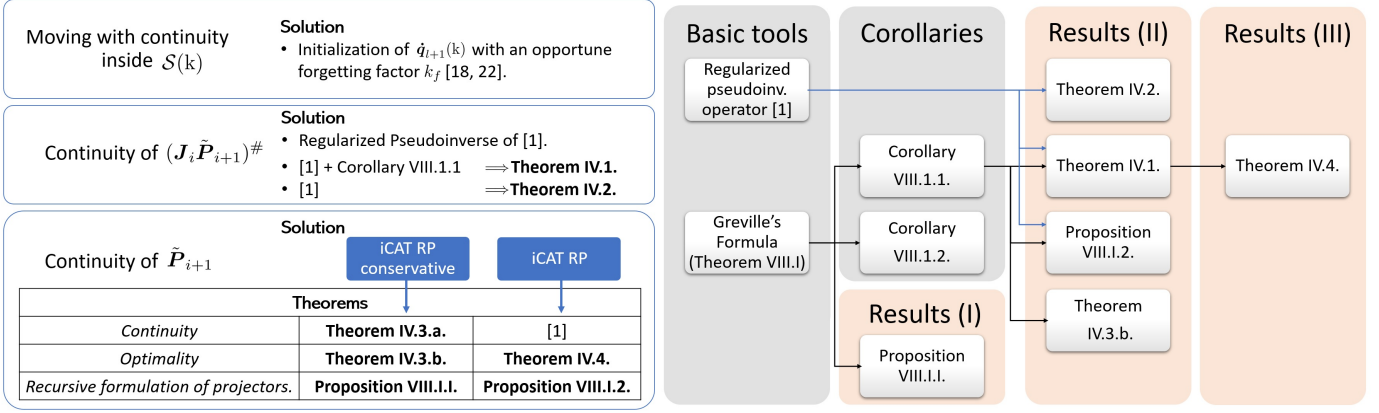 Moving with continuity
inside 𝒮(k)
Solution
• Initialization of q̇̂ₗ₊₁(k) with an opportune
forgetting factor k_f [18, 22].
Continuity of (J_i P̃_{i+1})^#
Solution
• Regularized Pseudoinverse of [1].
• [1] + Corollary VIII.1.1 ⟹ Theorem IV.1.
• [1] ⟹ Theorem IV.2.
Solution
Continuity of P̃_{i+1}
iCAT RP
conservative
iCAT RP
Theorems
Continuity Theorem IV.3.a. [1]
Optimality Theorem IV.3.b. Theorem IV.4.
Recursive formulation of projectors. Proposition VIII.I.I. Proposition VIII.I.2.
Basic tools
Regularized
pseudoinv.
operator [1]
Greville's
Formula
(Theorem VIII.I)
Corollaries
Corollary
VIII.1.1.
Corollary
VIII.1.2.
Results (I)
Proposition
VIII.I.I.
Results (II)
Theorem IV.2.
Theorem IV.1.
Proposition
VIII.I.2.
Theorem
IV.3.b.
Results (III)
Theorem IV.4.